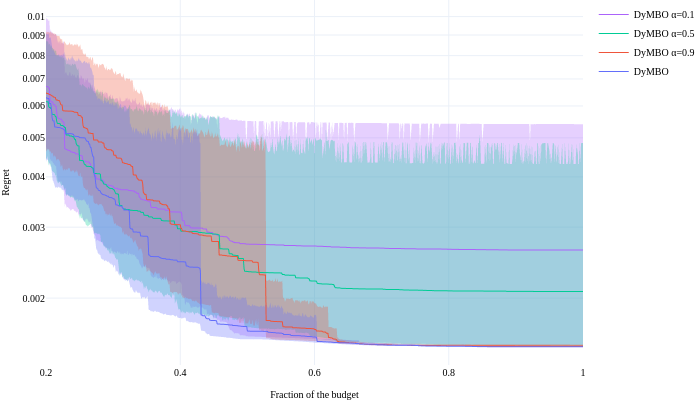 0.01
0.009
0.008
0.007
0.006
0.005
0.004
0.003
0.002
Regret
0.2
0.4
0.6
0.8
1
Fraction of the budget
DyMBO α=0.1
DyMBO α=0.5
DyMBO α=0.9
DyMBO